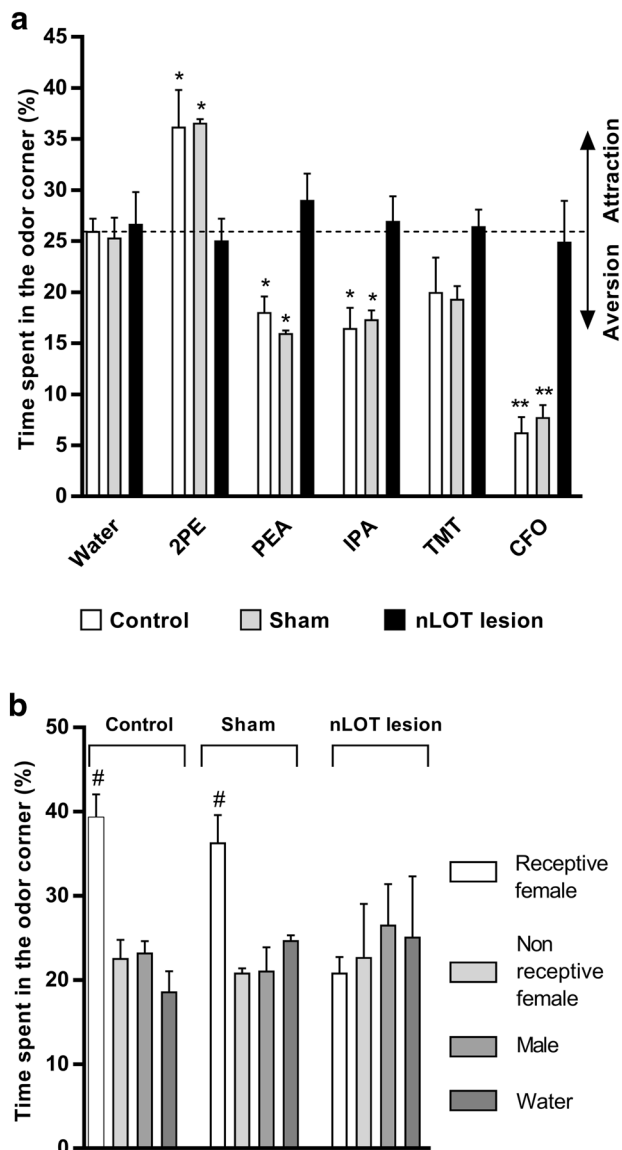 a
Time spent in the odor corner (%)
45
40
35
30
25
20
15
10
5
0
* *
* *
* *
** **
Attraction
Aversion
Water 2PE PEA IPA TMT CFO
Control Sham nLOT lesion
b
Time spent in the odor corner (%)
50
40
30
20
10
0
Control Sham nLOT lesion
# #
Receptive
female
Non
receptive
female
Male
Water